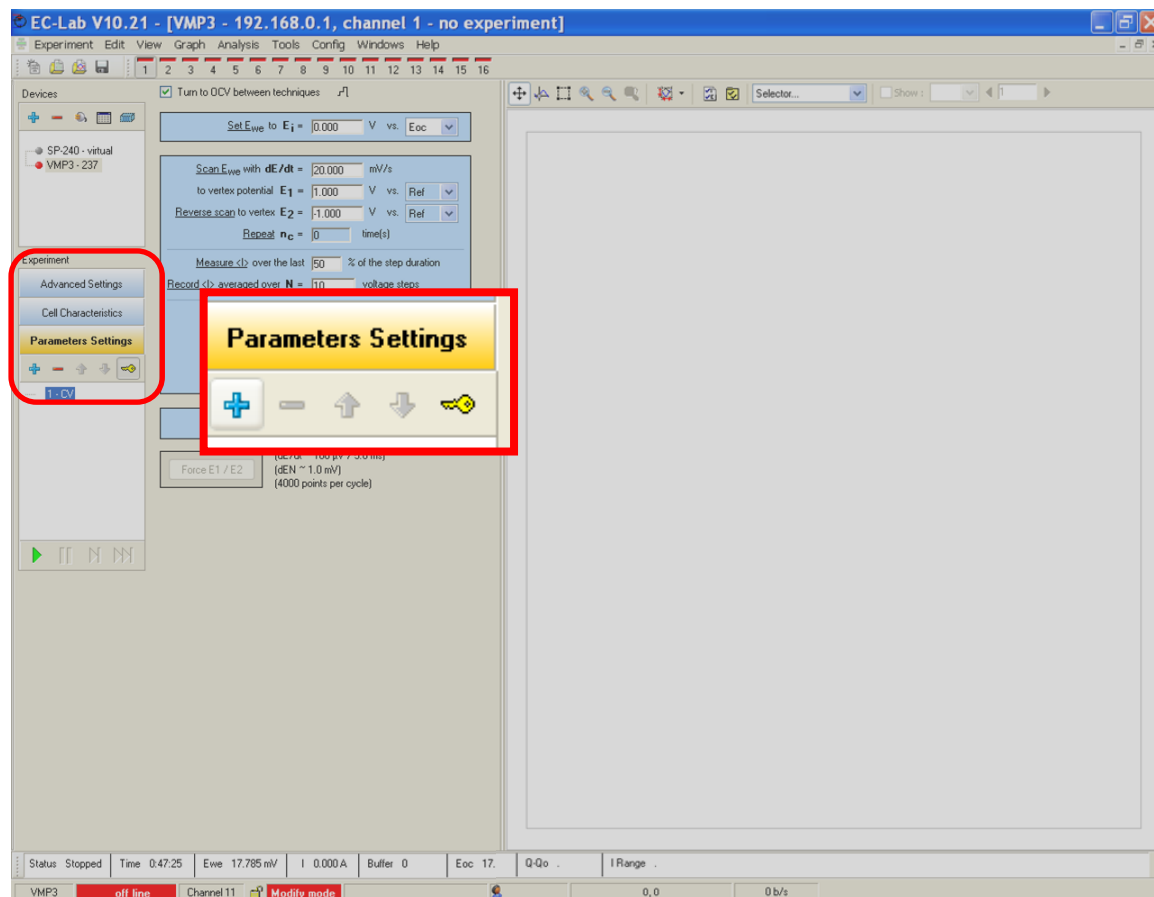 EC-Lab V10.21 - [VMP3 - 192.168.0.1, channel 1 - no experiment]
Experiment Edit View Graph Analysis Tools Config Windows Help
1 2 3 4 5 6 7 8 9 10 11 12 13 14 15 16
Devices
SP-240 - virtual
VMP3 - 237
Experiment
Advanced Settings
Cell Characteristics
Parameters Settings
1 - CV
Turn to OCV between techniques
Set Ewe to Ei = 0.000 V vs. Eoc
Scan Ewe with dE/dt = 20.000 mV/s
to vertex potential E1 = 1.000 V vs. Ref
Reverse scan to vertex E2 = -1.000 V vs. Ref
Repeat nc = 0 time(s)
Measure <I> over the last 50 % of the step duration
Record <I> averaged over N = 10 voltage steps
Parameters Settings
Force E1 / E2
(dEN ~ 1.0 mV)
(4000 points per cycle)
Selector...
Show : 1
Status Stopped Time 0:47:25 Ewe 17.785 mV I 0.000 A Buffer 0 Eoc 17. Q-Qo . I Range .
VMP3 off line Channel 11 Modify mode 0, 0 0 b/s